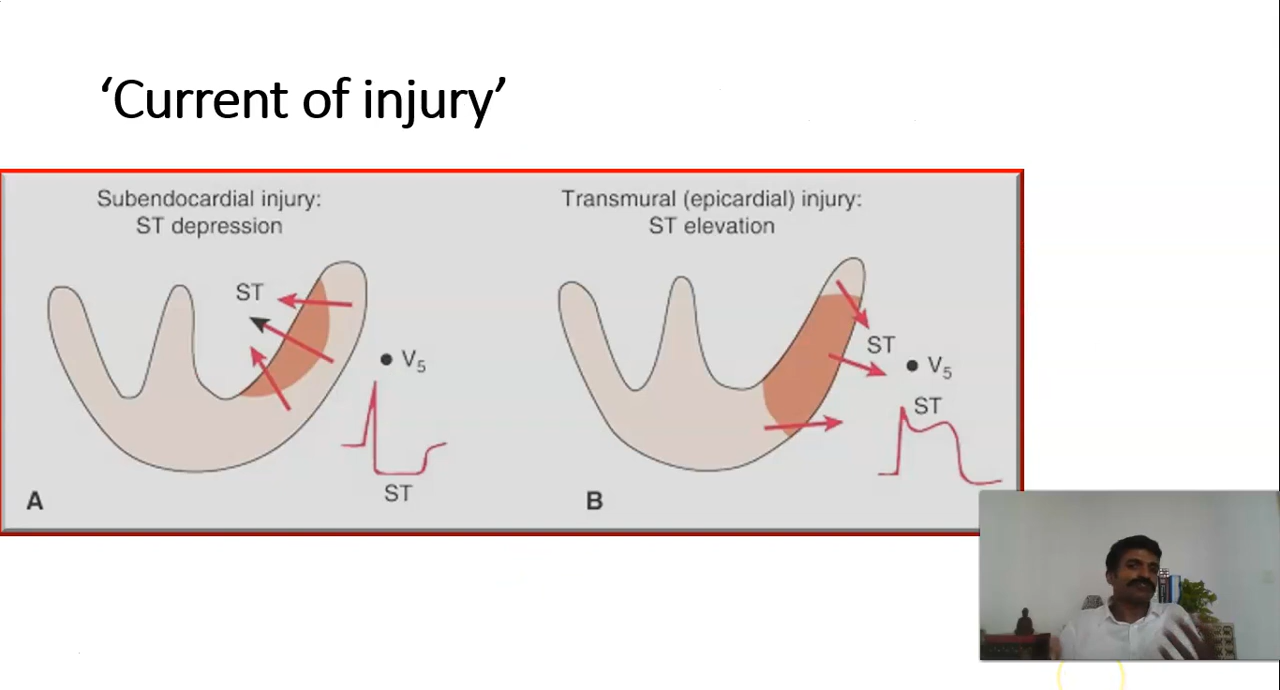 ‘Current of injury’
Subendocardial injury:
ST depression
ST
V5
ST
A
Transmural (epicardial) injury:
ST elevation
ST
V5
ST
B